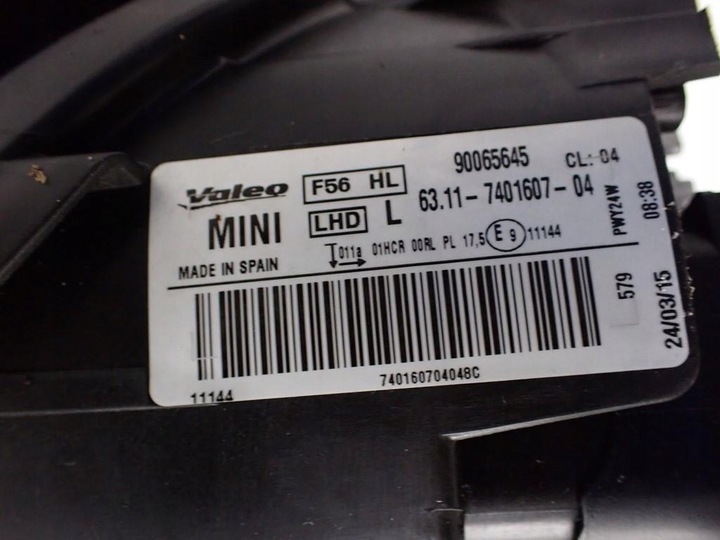 Valeo F56 HL 90065645 CL: 04
MINI LHD L 63.11-7401607-04
MADE IN SPAIN 011a 01HCR 00RL PL 17,5 E 9 11144
PWY24W 08:38
579 24/03/15
740160704048C
11144